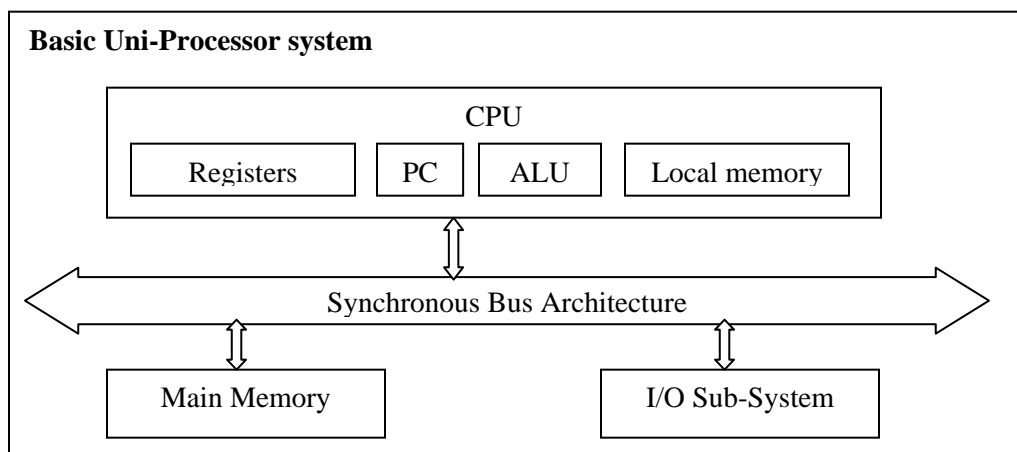 Basic Uni-Processor system
CPU
Registers
PC
ALU
Local memory
Synchronous Bus Architecture
Main Memory
I/O Sub-System